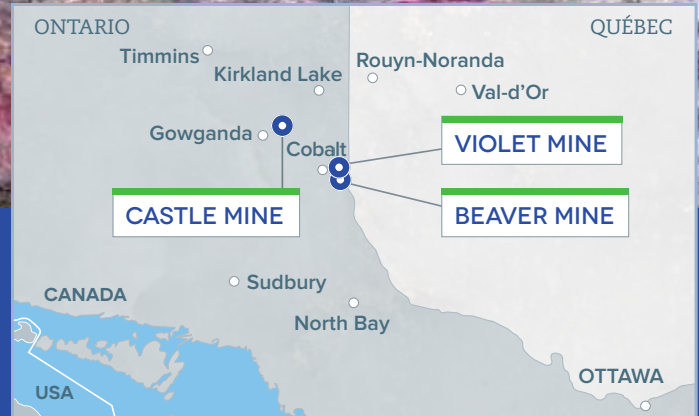 ONTARIO
QUÉBEC
Timmins
Rouyn-Noranda
Kirkland Lake
Val-d'Or
Gowganda
Cobalt
VIOLET MINE
CASTLE MINE
BEAVER MINE
Sudbury
CANADA
North Bay
OTTAWA
USA